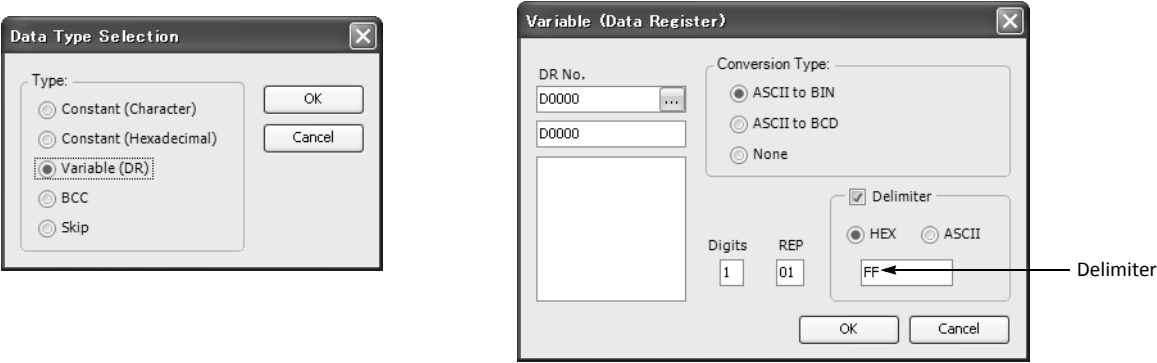 Data Type Selection
Type:
Constant (Character)
Constant (Hexadecimal)
Variable (DR)
BCC
Skip
OK
Cancel
Variable (Data Register)
DR No.
D0000
...
D0000
Conversion Type:
ASCII to BIN
ASCII to BCD
None
Digits
REP
1
01
Delimiter
HEX
ASCII
FF
Delimiter
OK
Cancel